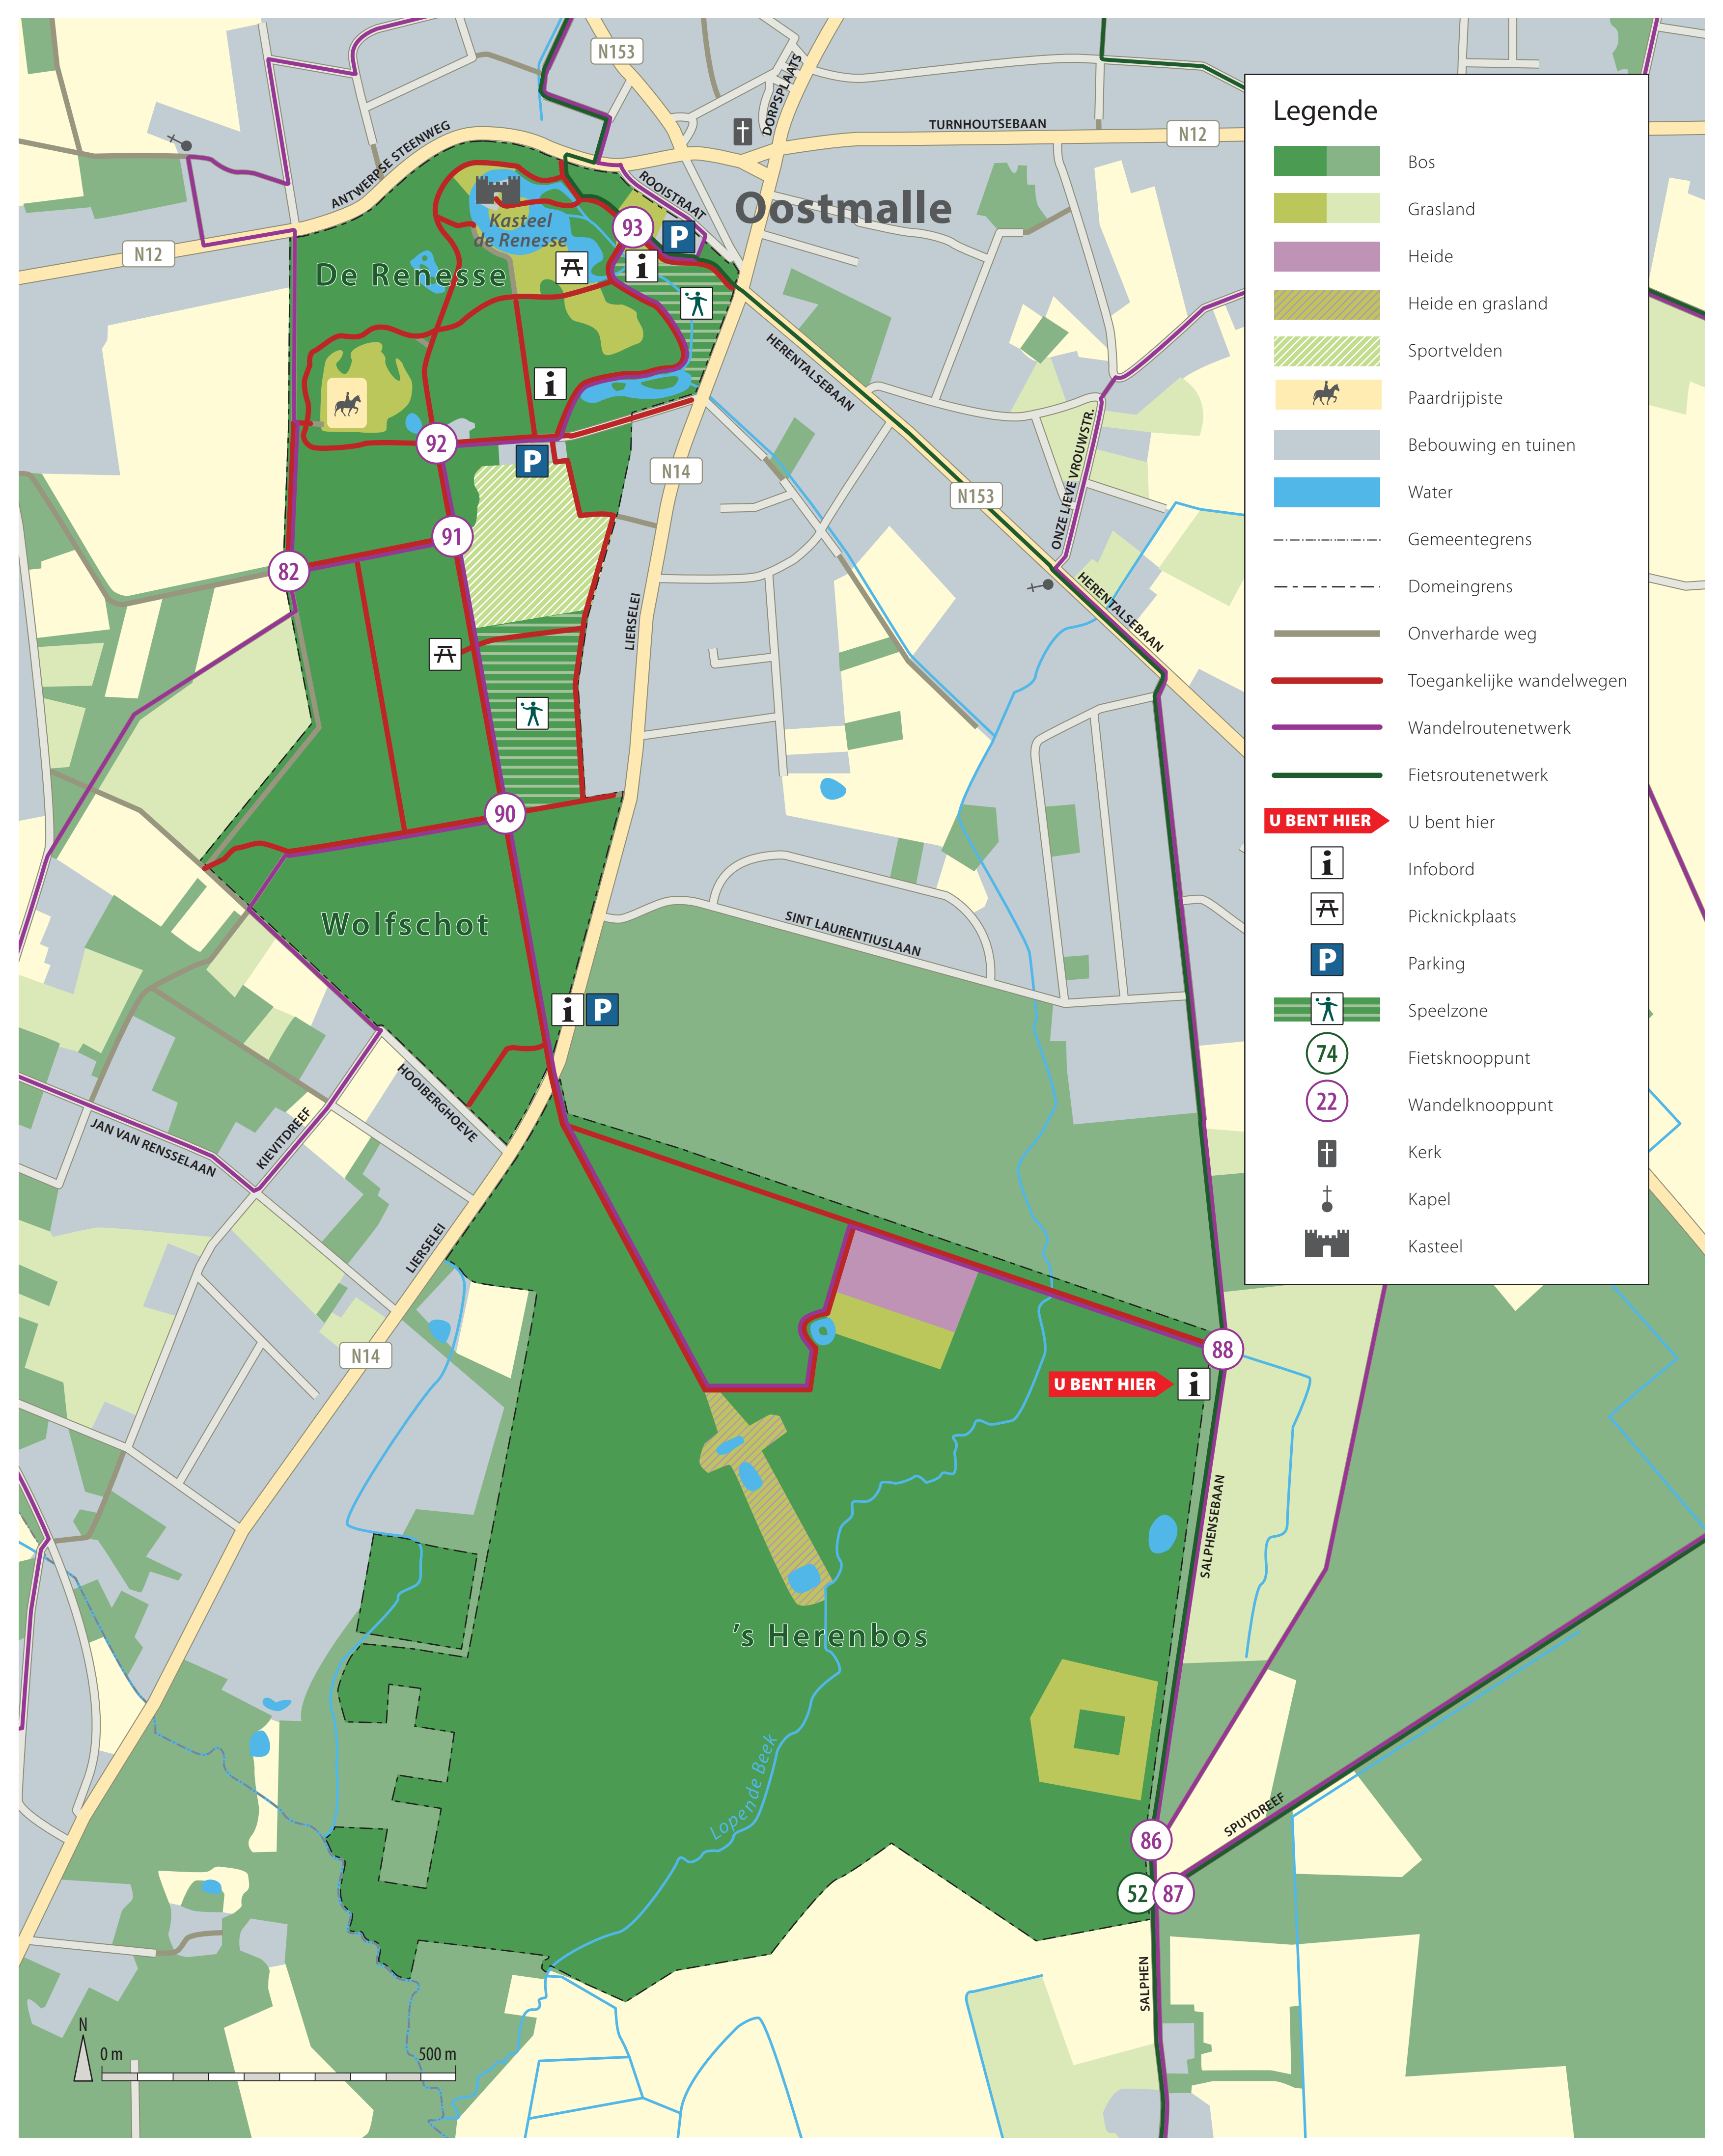 N153
DORPSPLAATS
TURNHOUTSEBAAN
N12
ANTWERPSE STEENWEG
ROOISTRAAT
Oostmalle
Kasteel
de Renesse
93
P
i
N12
De Renesse
HERENTALSEBAAN
i
92
P
N14
N153
ONZE LIEVE VROUWSTR.
91
82
HERENTALSEBAAN
LIERSELEI
90
Wolfschot
SINT LAURENTIUSLAAN
i P
HOOIBERGHOEVE
JAN VAN RENSSELAAN
KIEVITDREEF
LIERSELEI
N14
88
U BENT HIER
i
SALPHENSEBAAN
's Herenbos
Lopende Beek
SPUYDREEF
86
52
87
SALPHEN
N
0 m
500 m
Legende
Bos
Grasland
Heide
Heide en grasland
Sportvelden
Paardrijpiste
Bebouwing en tuinen
Water
Gemeentegrens
Domeingrens
Onverharde weg
Toegankelijke wandelwegen
Wandelroutenetwerk
Fietsroutenetwerk
U BENT HIER U bent hier
i Infobord
Picknickplaats
P Parking
Speelzone
74 Fietsknooppunt
22 Wandelknooppunt
Kerk
Kapel
Kasteel